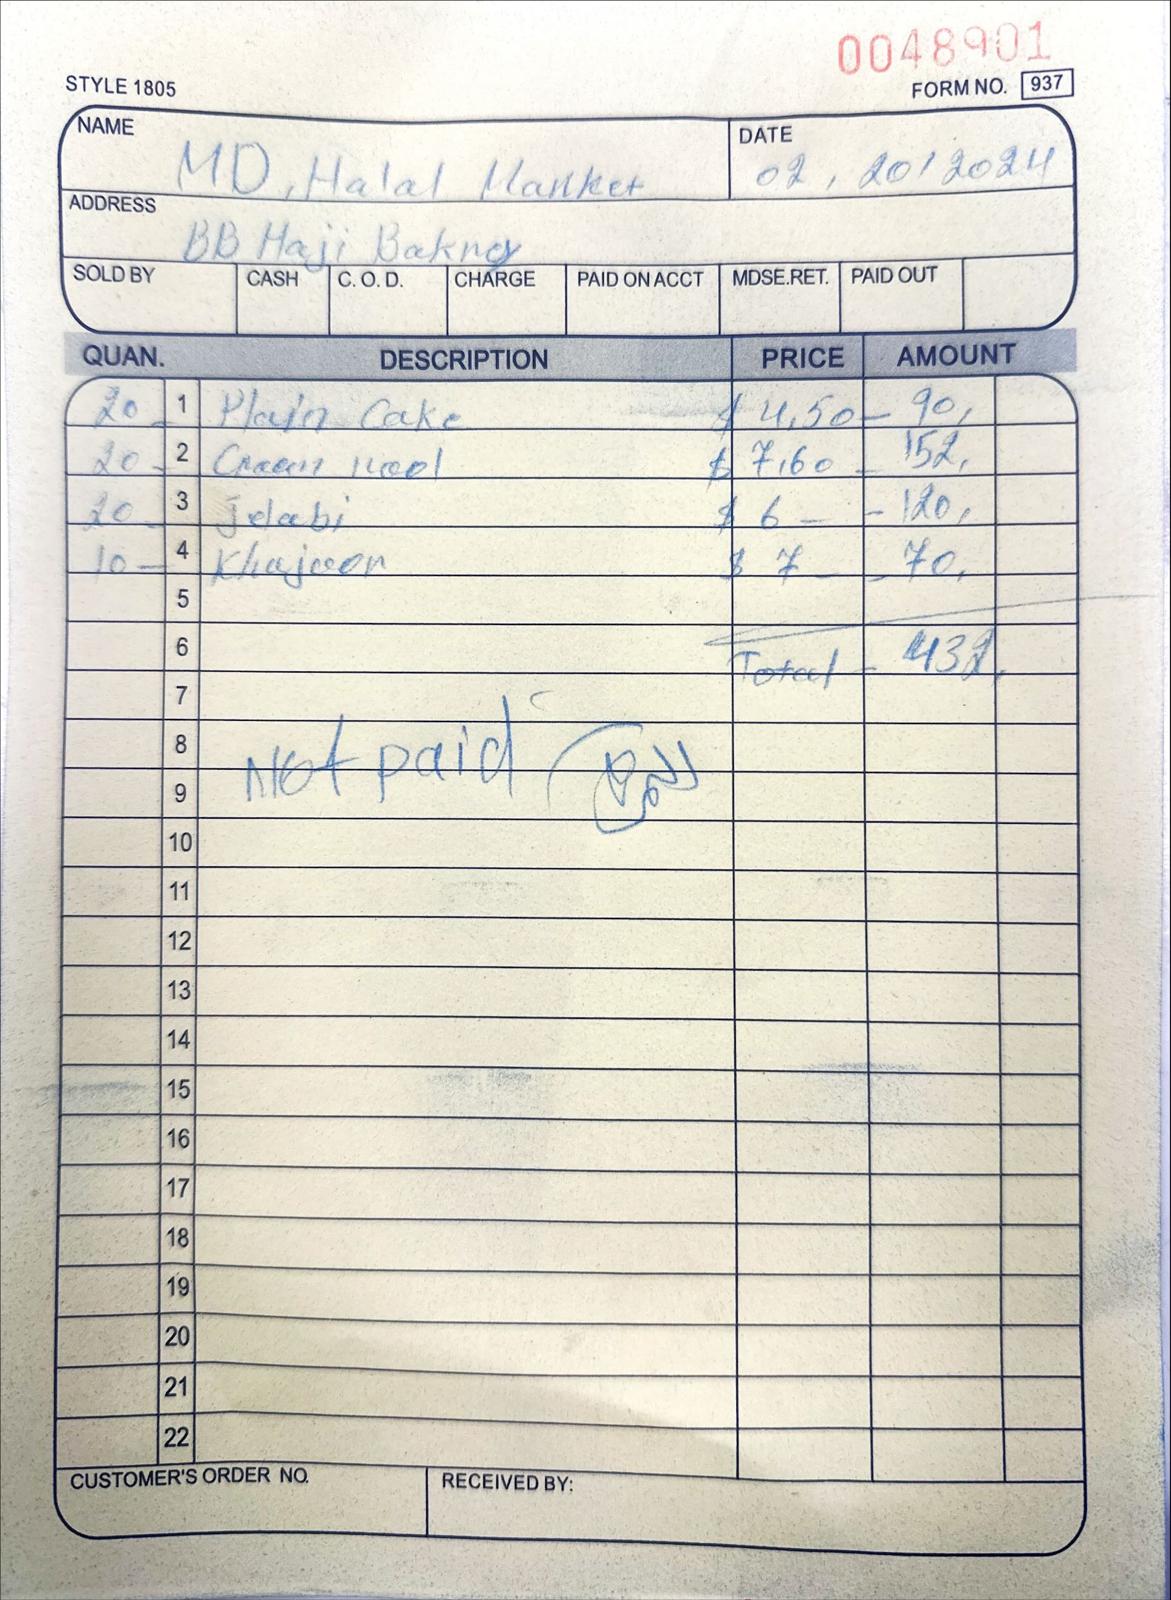 0048901
STYLE 1805 FORM NO. 937
NAME MD, Halal Market DATE 02, 20/2024
ADDRESS BB Haji Bakrey
SOLD BY CASH C. O. D. CHARGE PAID ON ACCT MDSE. RET. PAID OUT
QUAN. DESCRIPTION PRICE AMOUNT
20 - 1 Plain Cake $ 4,50 - 90,
20 - 2 Cream rool $ 7,60 - 152,
20 - 3 Jelabi $ 6 - - 120,
10 - 4 Khajoor $ 7 - - 70,
5
6 Total - 432,
7
8 Not paid
9
10
11
12
13
14
15
16
17
18
19
20
21
22
CUSTOMER'S ORDER NO. RECEIVED BY: